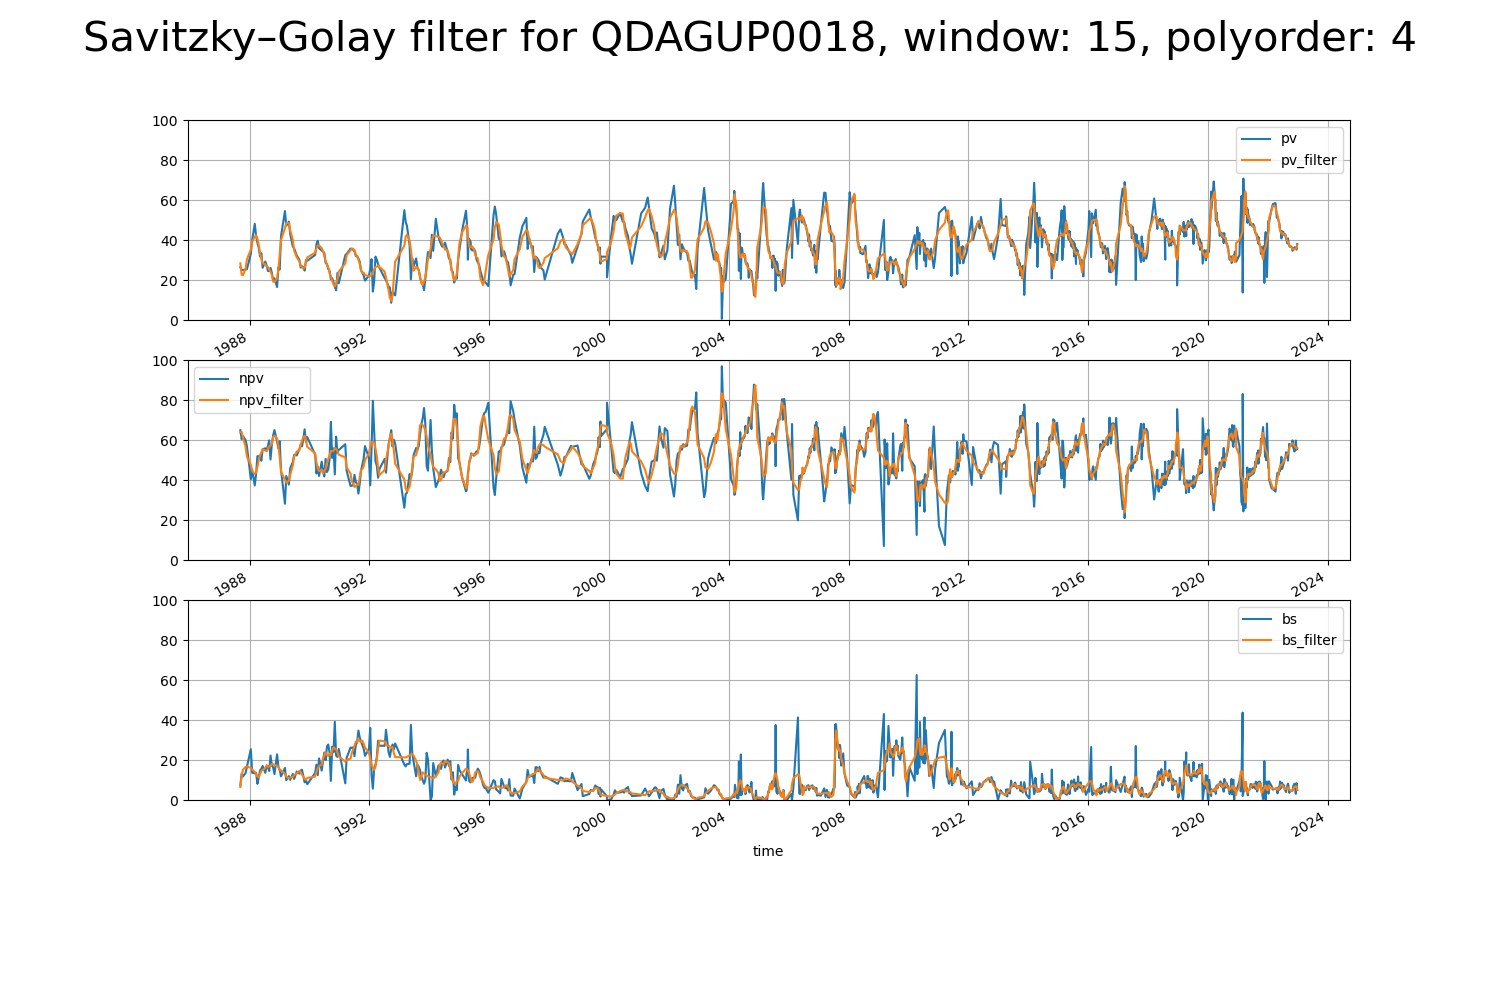 Savitzky–Golay filter for QDAGUP0018, window: 15, polyorder: 4
100
80
60
40
20
0
pv
pv_filter
1988 1992 1996 2000 2004 2008 2012 2016 2020 2024
100
80
60
40
20
0
npv
npv_filter
1988 1992 1996 2000 2004 2008 2012 2016 2020 2024
100
80
60
40
20
0
bs
bs_filter
1988 1992 1996 2000 2004 2008 2012 2016 2020 2024
time